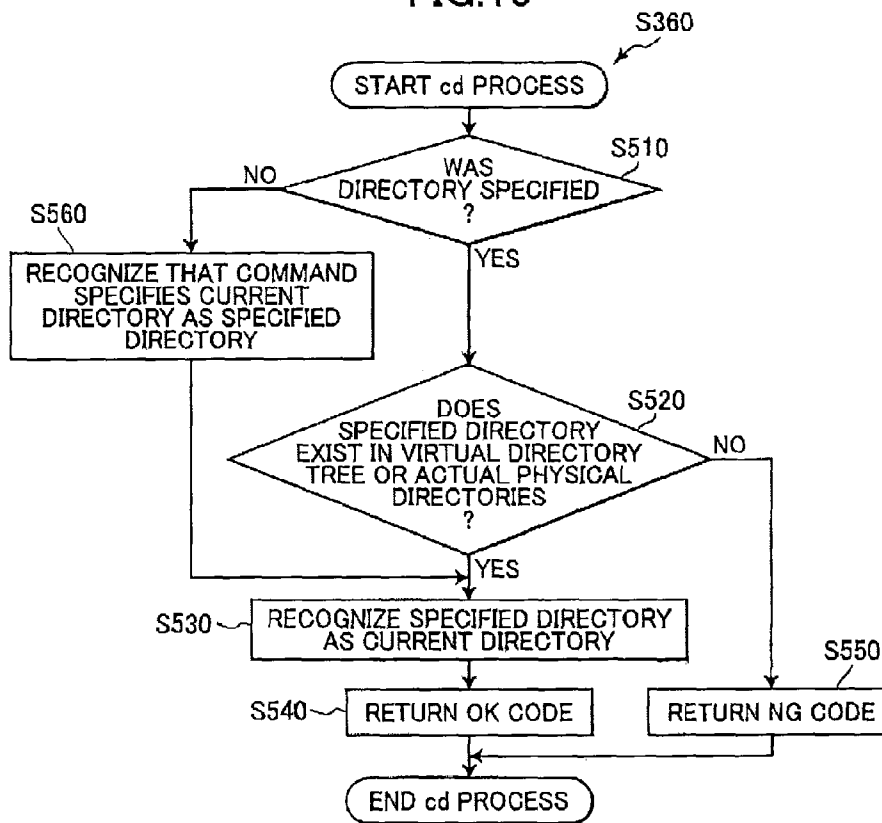 S360
START cd PROCESS
S510
WAS
DIRECTORY SPECIFIED
?
NO
YES
S560
RECOGNIZE THAT COMMAND
SPECIFIES CURRENT
DIRECTORY AS SPECIFIED
DIRECTORY
S520
DOES
SPECIFIED DIRECTORY
EXIST IN VIRTUAL DIRECTORY
TREE OR ACTUAL PHYSICAL
DIRECTORIES
?
NO
YES
S530
RECOGNIZE SPECIFIED DIRECTORY
AS CURRENT DIRECTORY
S550
S540
RETURN OK CODE
RETURN NG CODE
END cd PROCESS